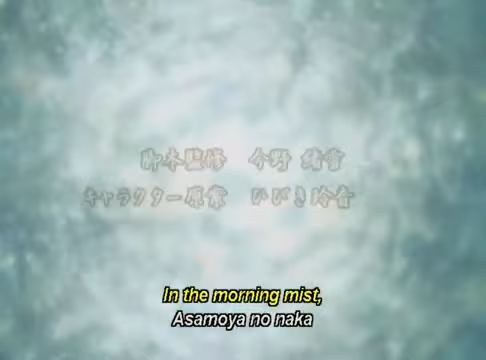 脚本監修　今野 緒雪
キャラクター原案　ひびき玲音
In the morning mist,
Asamoya no naka